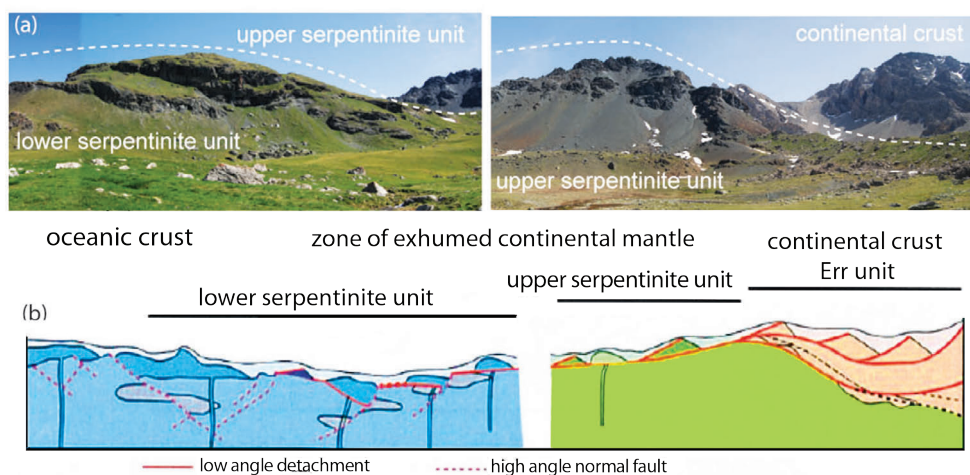 (a)
upper serpentinite unit
lower serpentinite unit
continental crust
upper serpentinite unit
oceanic crust
zone of exhumed continental mantle
continental crust
Err unit
upper serpentinite unit
lower serpentinite unit
(b)
low angle detachment
high angle normal fault